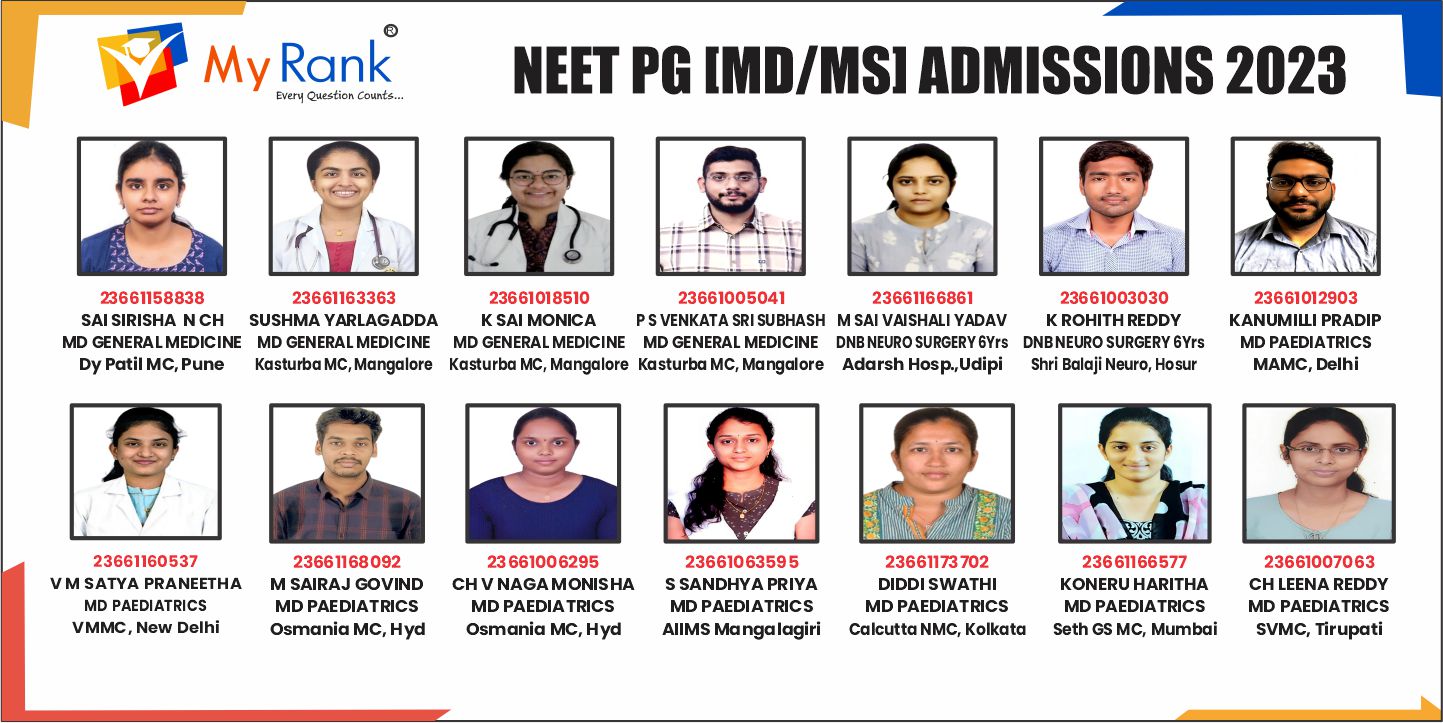 My Rank®
Every Question Counts...
NEET PG [MD/MS] ADMISSIONS 2023
23661158838
SAI SIRISHA N CH
MD GENERAL MEDICINE
Dy Patil MC, Pune
23661163363
SUSHMA YARLAGADDA
MD GENERAL MEDICINE
Kasturba MC, Mangalore
23661018510
K SAI MONICA
MD GENERAL MEDICINE
Kasturba MC, Mangalore
23661005041
P S VENKATA SRI SUBHASH
MD GENERAL MEDICINE
Kasturba MC, Mangalore
23661166861
M SAI VAISHALI YADAV
DNB NEURO SURGERY 6Yrs
Adarsh Hosp.,Udipi
23661003030
K ROHITH REDDY
DNB NEURO SURGERY 6Yrs
Shri Balaji Neuro, Hosur
23661012903
KANUMILLI PRADIP
MD PAEDIATRICS
MAMC, Delhi
23661160537
V M SATYA PRANEETHA
MD PAEDIATRICS
VMMC, New Delhi
23661168092
M SAIRAJ GOVIND
MD PAEDIATRICS
Osmania MC, Hyd
23661006295
CH V NAGA MONISHA
MD PAEDIATRICS
Osmania MC, Hyd
23661063595
S SANDHYA PRIYA
MD PAEDIATRICS
AIIMS Mangalagiri
23661173702
DIDDI SWATHI
MD PAEDIATRICS
Calcutta NMC, Kolkata
23661166577
KONERU HARITHA
MD PAEDIATRICS
Seth GS MC, Mumbai
23661007063
CH LEENA REDDY
MD PAEDIATRICS
SVMC, Tirupati